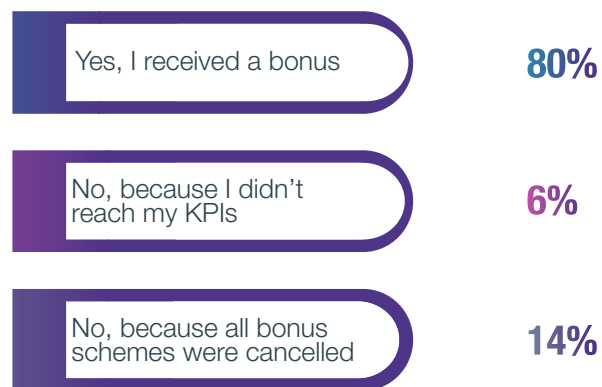 Yes, I received a bonus
80%
No, because I didn’t
reach my KPIs
6%
No, because all bonus
schemes were cancelled
14%